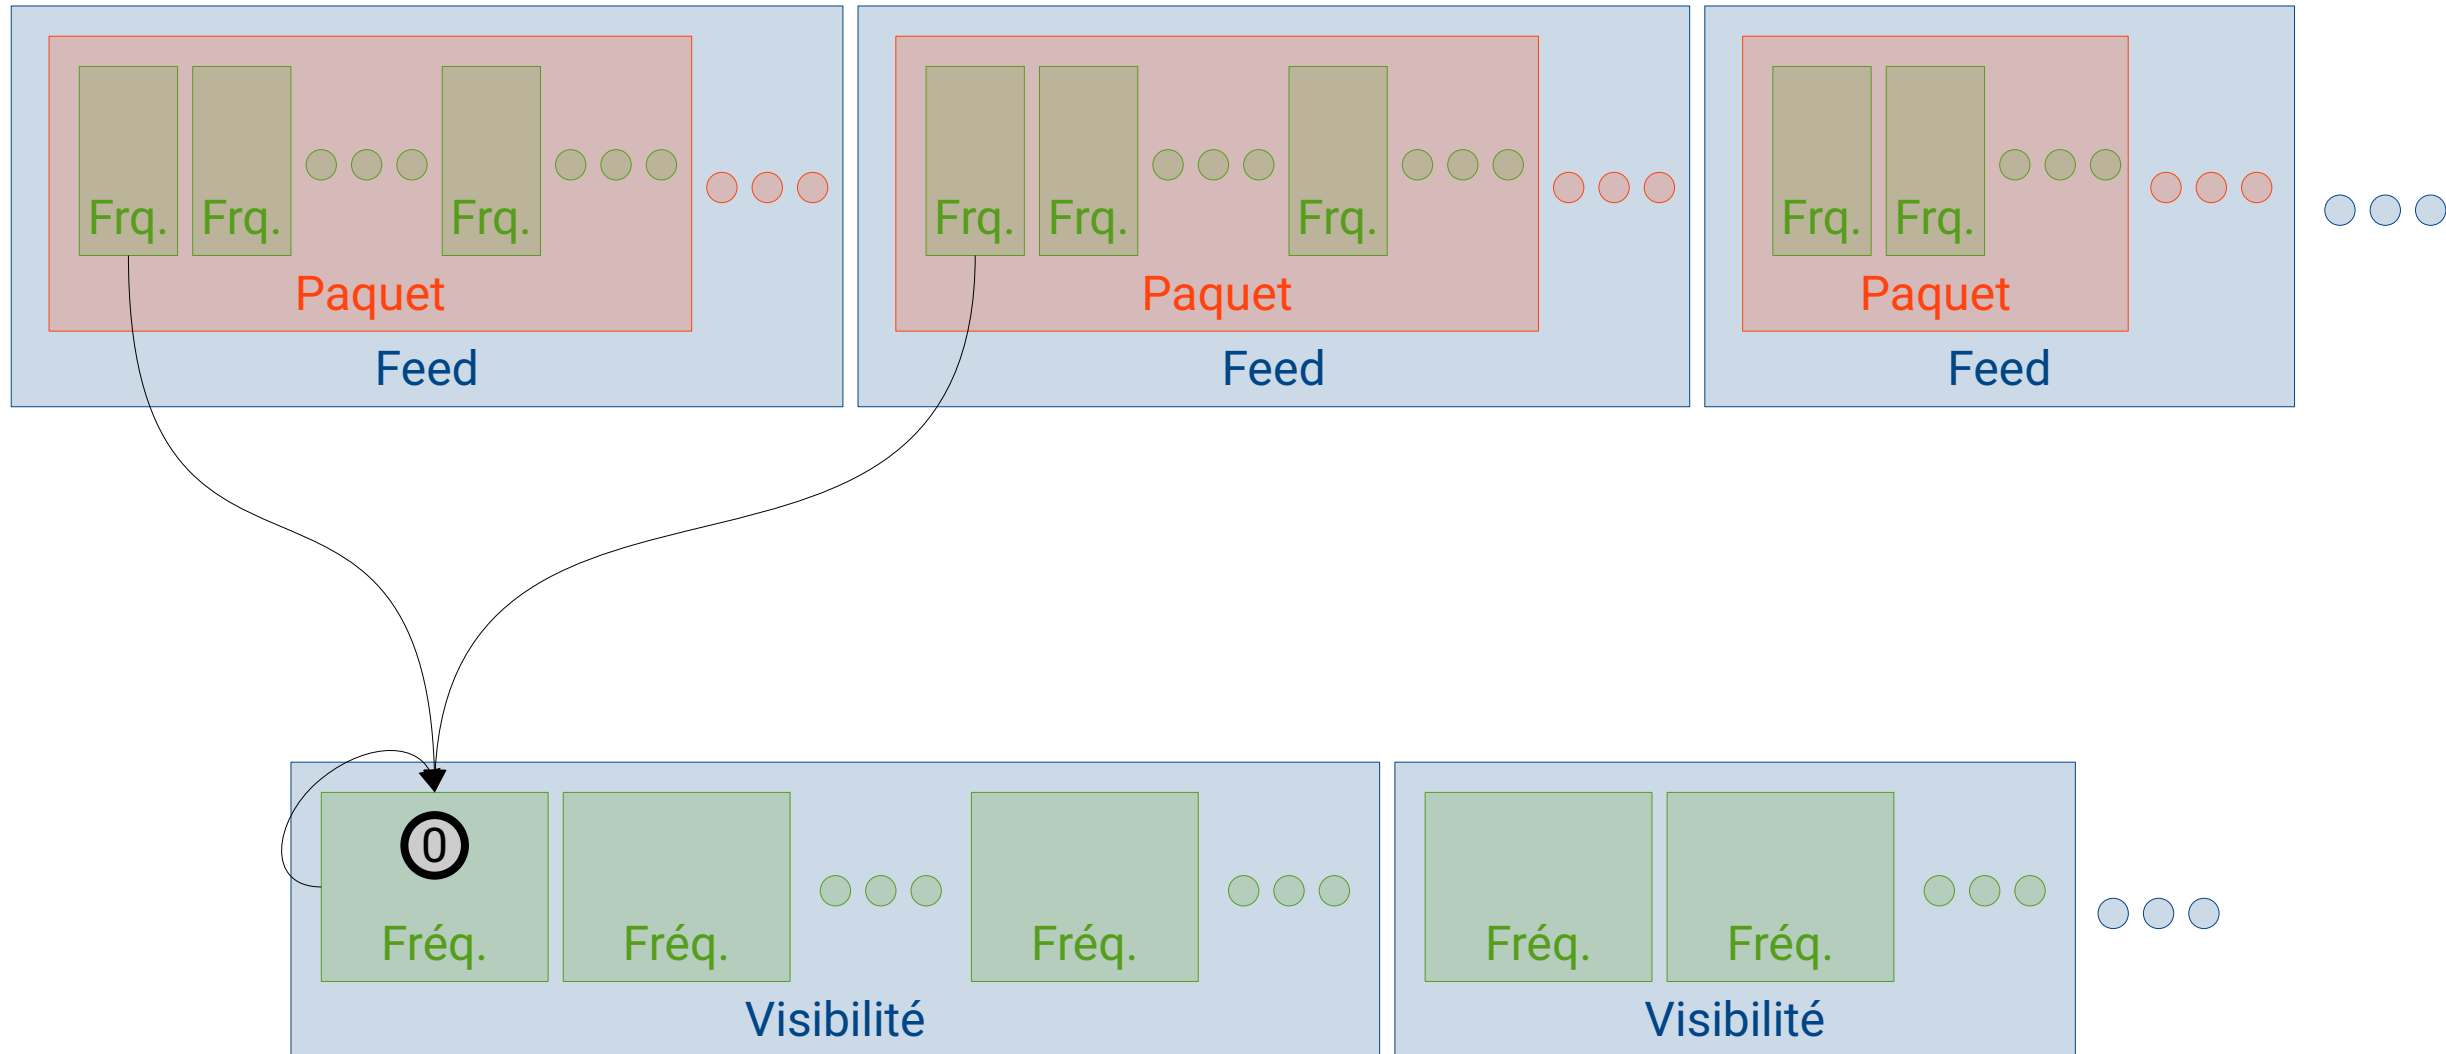 Frq. Frq. Frq. Frq. Frq. Frq. Frq. Frq.
Paquet Paquet Paquet
Feed Feed Feed
0
Fréq. Fréq. Fréq. Fréq. Fréq.
Visibilité Visibilité